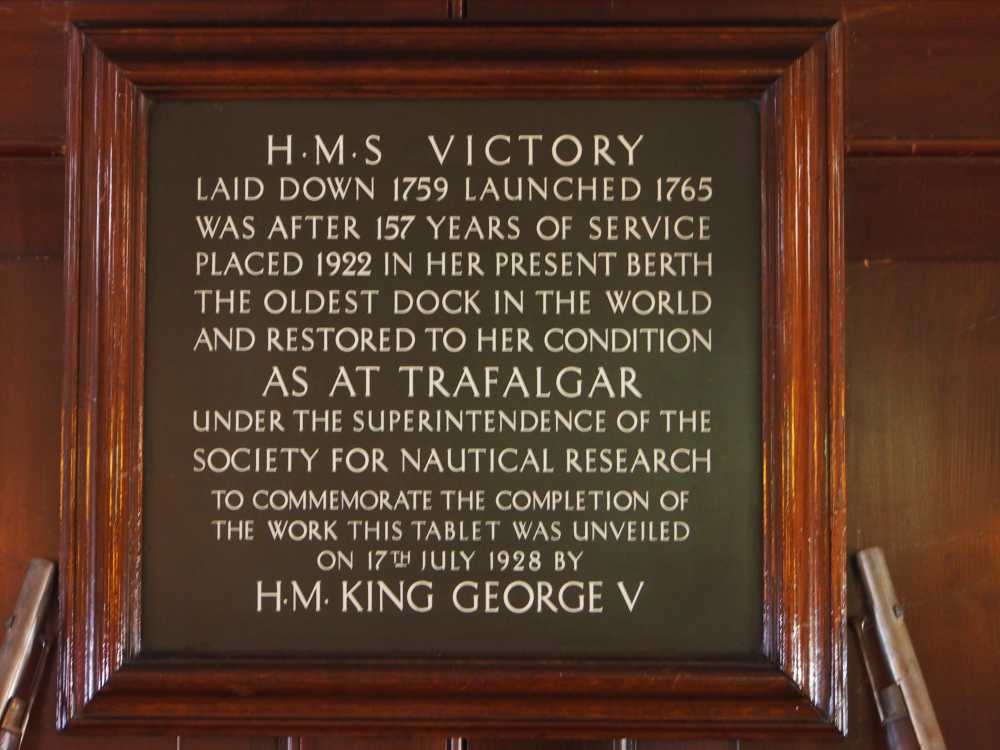 H·M·S VICTORY
LAID DOWN 1759 LAUNCHED 1765
WAS AFTER 157 YEARS OF SERVICE
PLACED 1922 IN HER PRESENT BERTH
THE OLDEST DOCK IN THE WORLD
AND RESTORED TO HER CONDITION
AS AT TRAFALGAR
UNDER THE SUPERINTENDENCE OF THE
SOCIETY FOR NAUTICAL RESEARCH
TO COMMEMORATE THE COMPLETION OF
THE WORK THIS TABLET WAS UNVEILED
ON 17TH JULY 1928 BY
H·M· KING GEORGE V